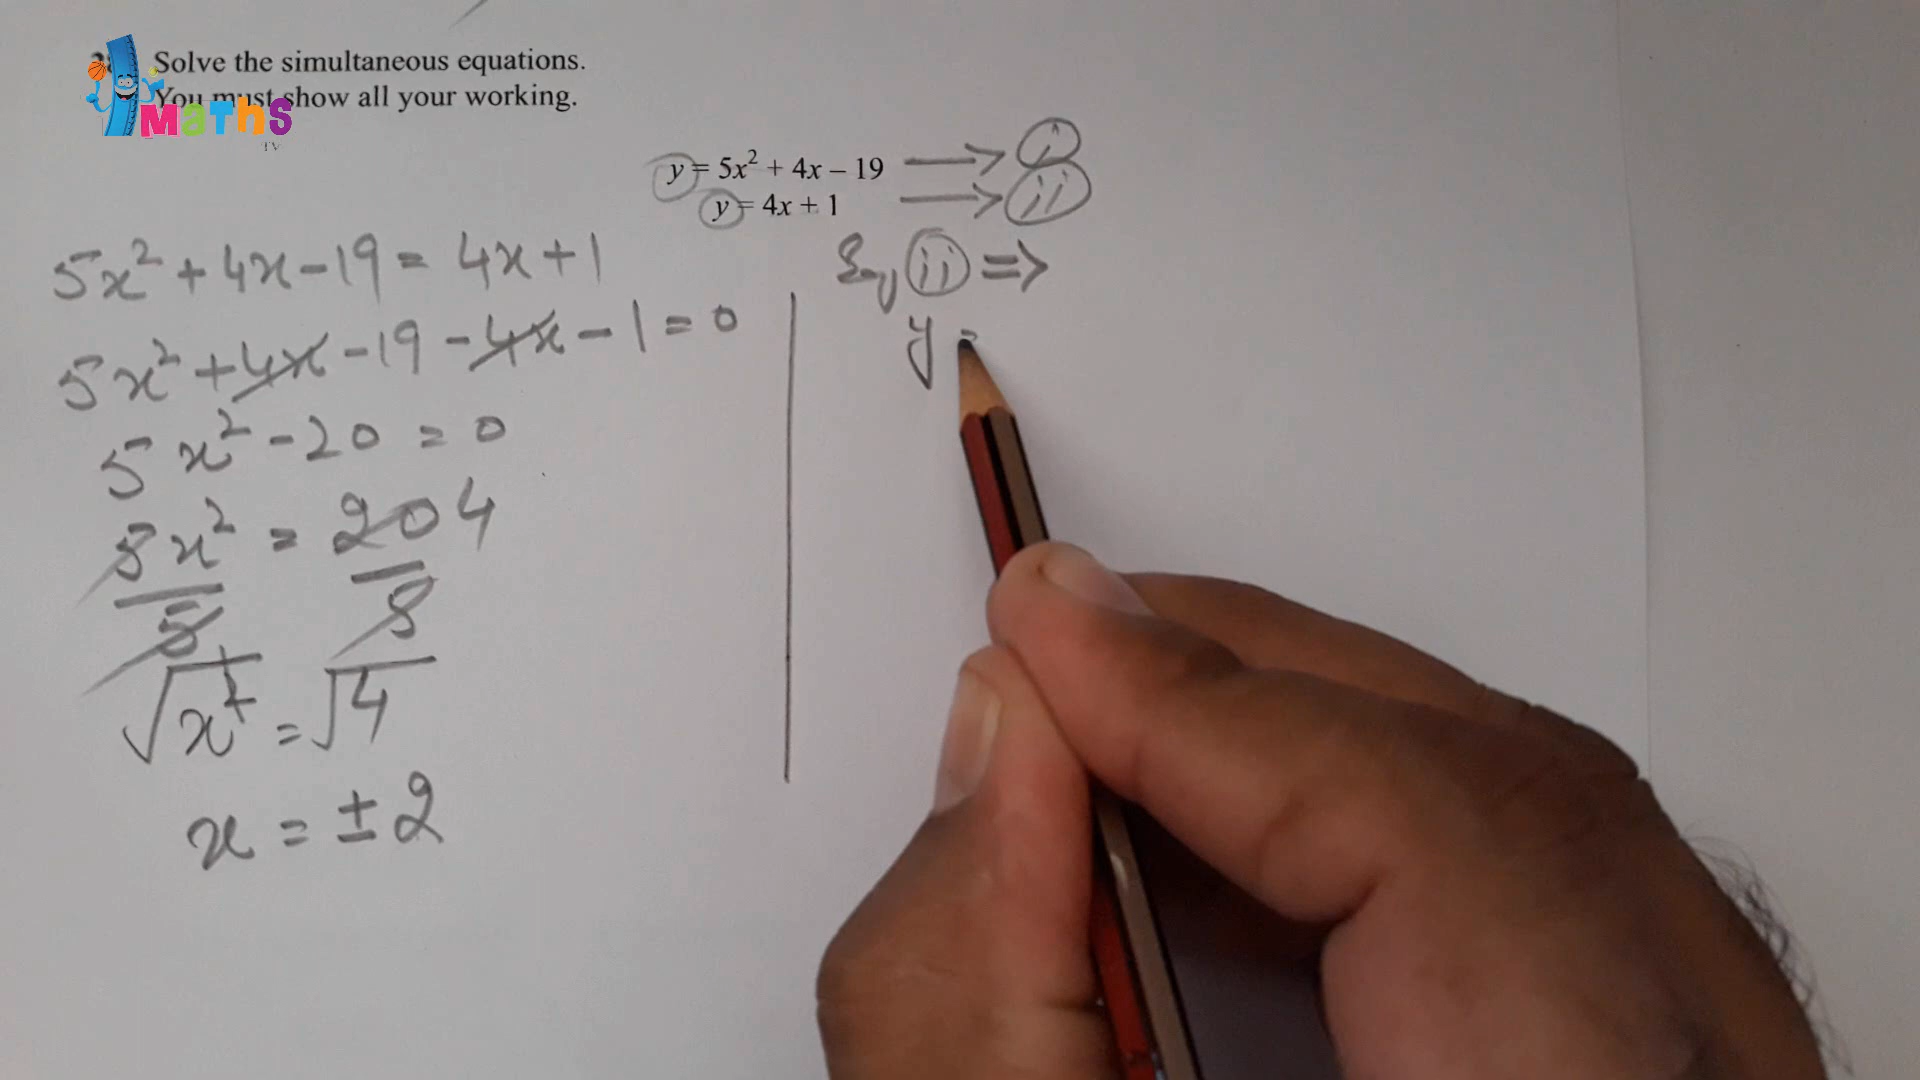 Solve the simultaneous equations.
You must show all your working.
MaTHS
TV
y = 5x² + 4x – 19 → i
y = 4x + 1 → ii
5x² + 4x - 19 = 4x + 1
5x² + 4x - 19 - 4x - 1 = 0
5x² - 20 = 0
5x² = 20 4
5 5
√x² = √4
x = ± 2
ii ⇒
y =